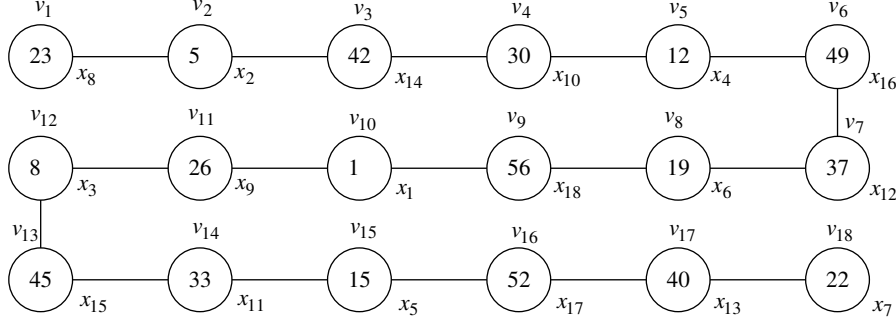 v1 v2 v3 v4 v5 v6
23 5 42 30 12 49
x8 x2 x14 x10 x4 x16
v12 v11 v10 v9 v8 v7
8 26 1 56 19 37
x3 x9 x1 x18 x6 x12
v13 v14 v15 v16 v17 v18
45 33 15 52 40 22
x15 x11 x5 x17 x13 x7